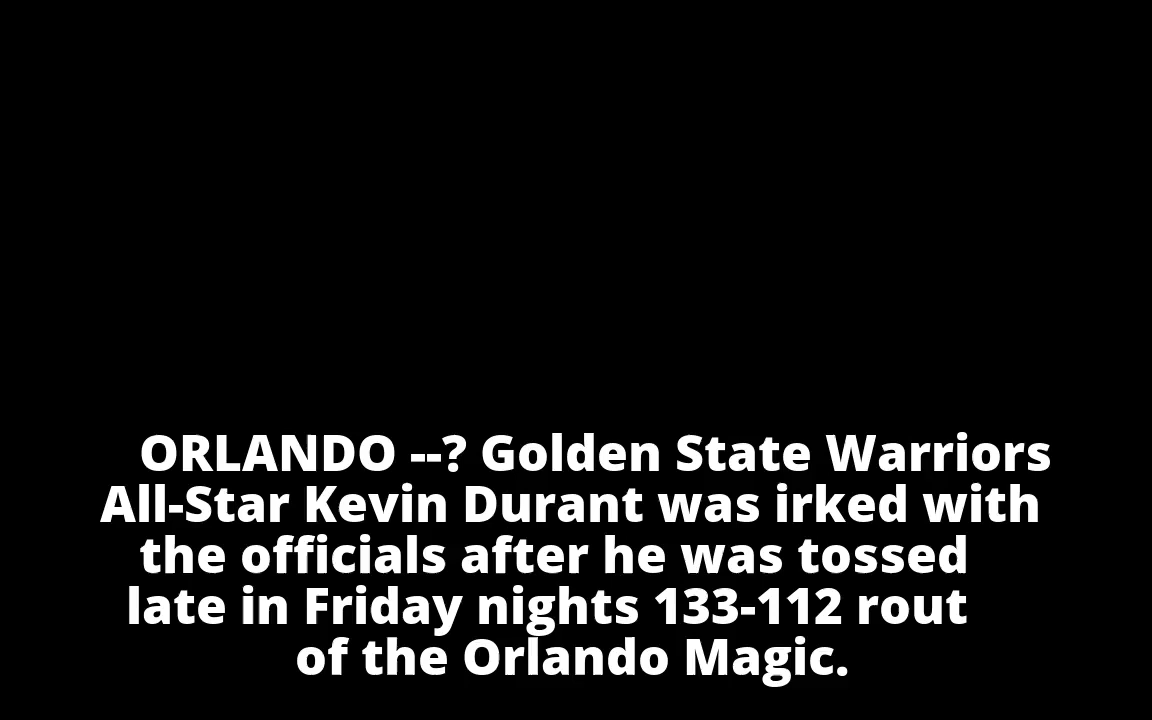 ORLANDO --? Golden State Warriors
All-Star Kevin Durant was irked with
the officials after he was tossed
late in Friday nights 133-112 rout
of the Orlando Magic.